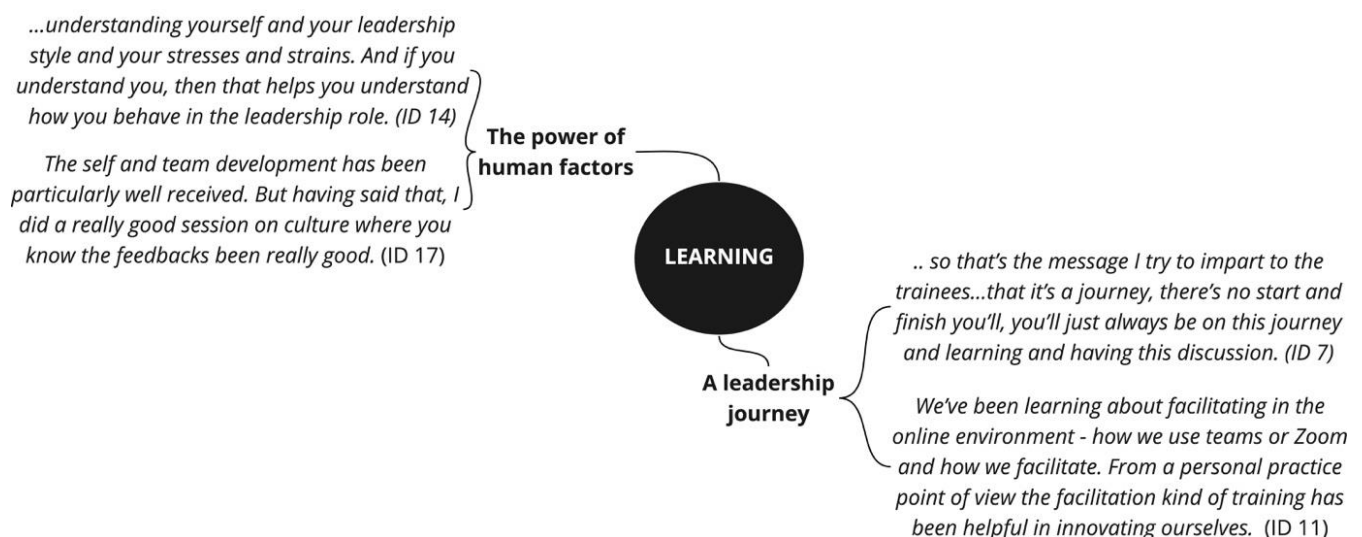 ...understanding yourself and your leadership
style and your stresses and strains. And if you
understand you, then that helps you understand
how you behave in the leadership role. (ID 14)
The self and team development has been
particularly well received. But having said that, I
did a really good session on culture where you
know the feedbacks been really good. (ID 17)
The power of
human factors
LEARNING
A leadership
journey
.. so that’s the message I try to impart to the
trainees...that it’s a journey, there’s no start and
finish you’ll, you’ll just always be on this journey
and learning and having this discussion. (ID 7)
We’ve been learning about facilitating in the
online environment - how we use teams or Zoom
and how we facilitate. From a personal practice
point of view the facilitation kind of training has
been helpful in innovating ourselves. (ID 11)